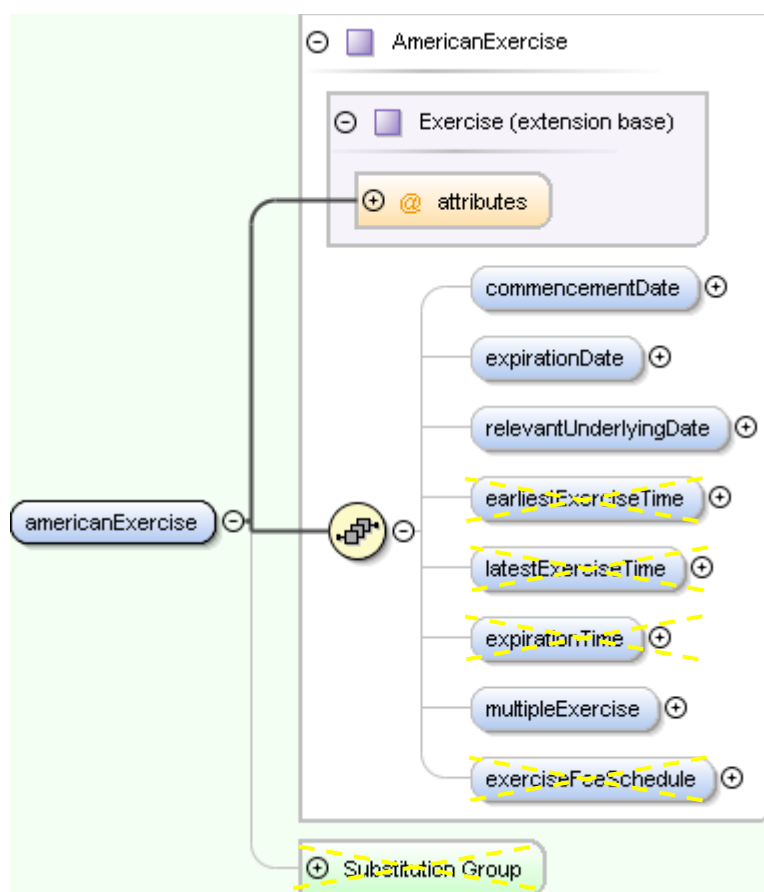 AmericanExercise
Exercise (extension base)
@ attributes
commencementDate
expirationDate
relevantUnderlyingDate
earliestExerciseTime
americanExercise
latestExerciseTime
expirationTime
multipleExercise
exerciseFeeSchedule
Substitution Group